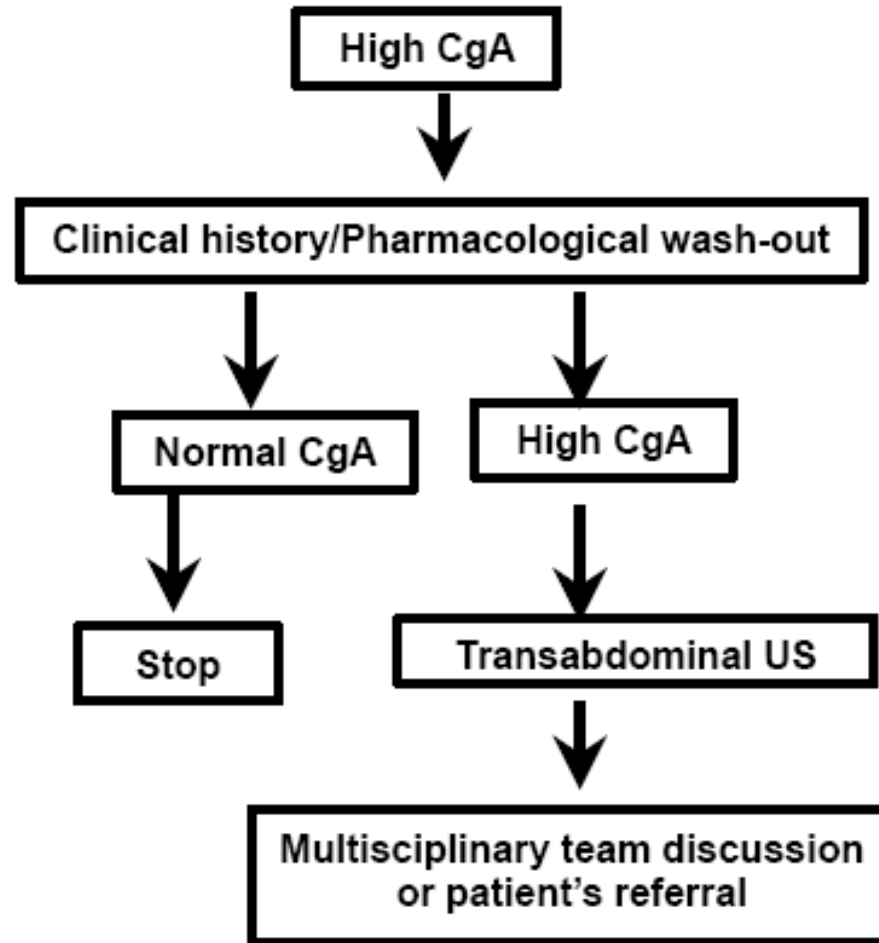 High CgA
Clinical history/Pharmacological wash-out
Normal CgA
High CgA
Stop
Transabdominal US
Multisciplinary team discussion
or patient's referral